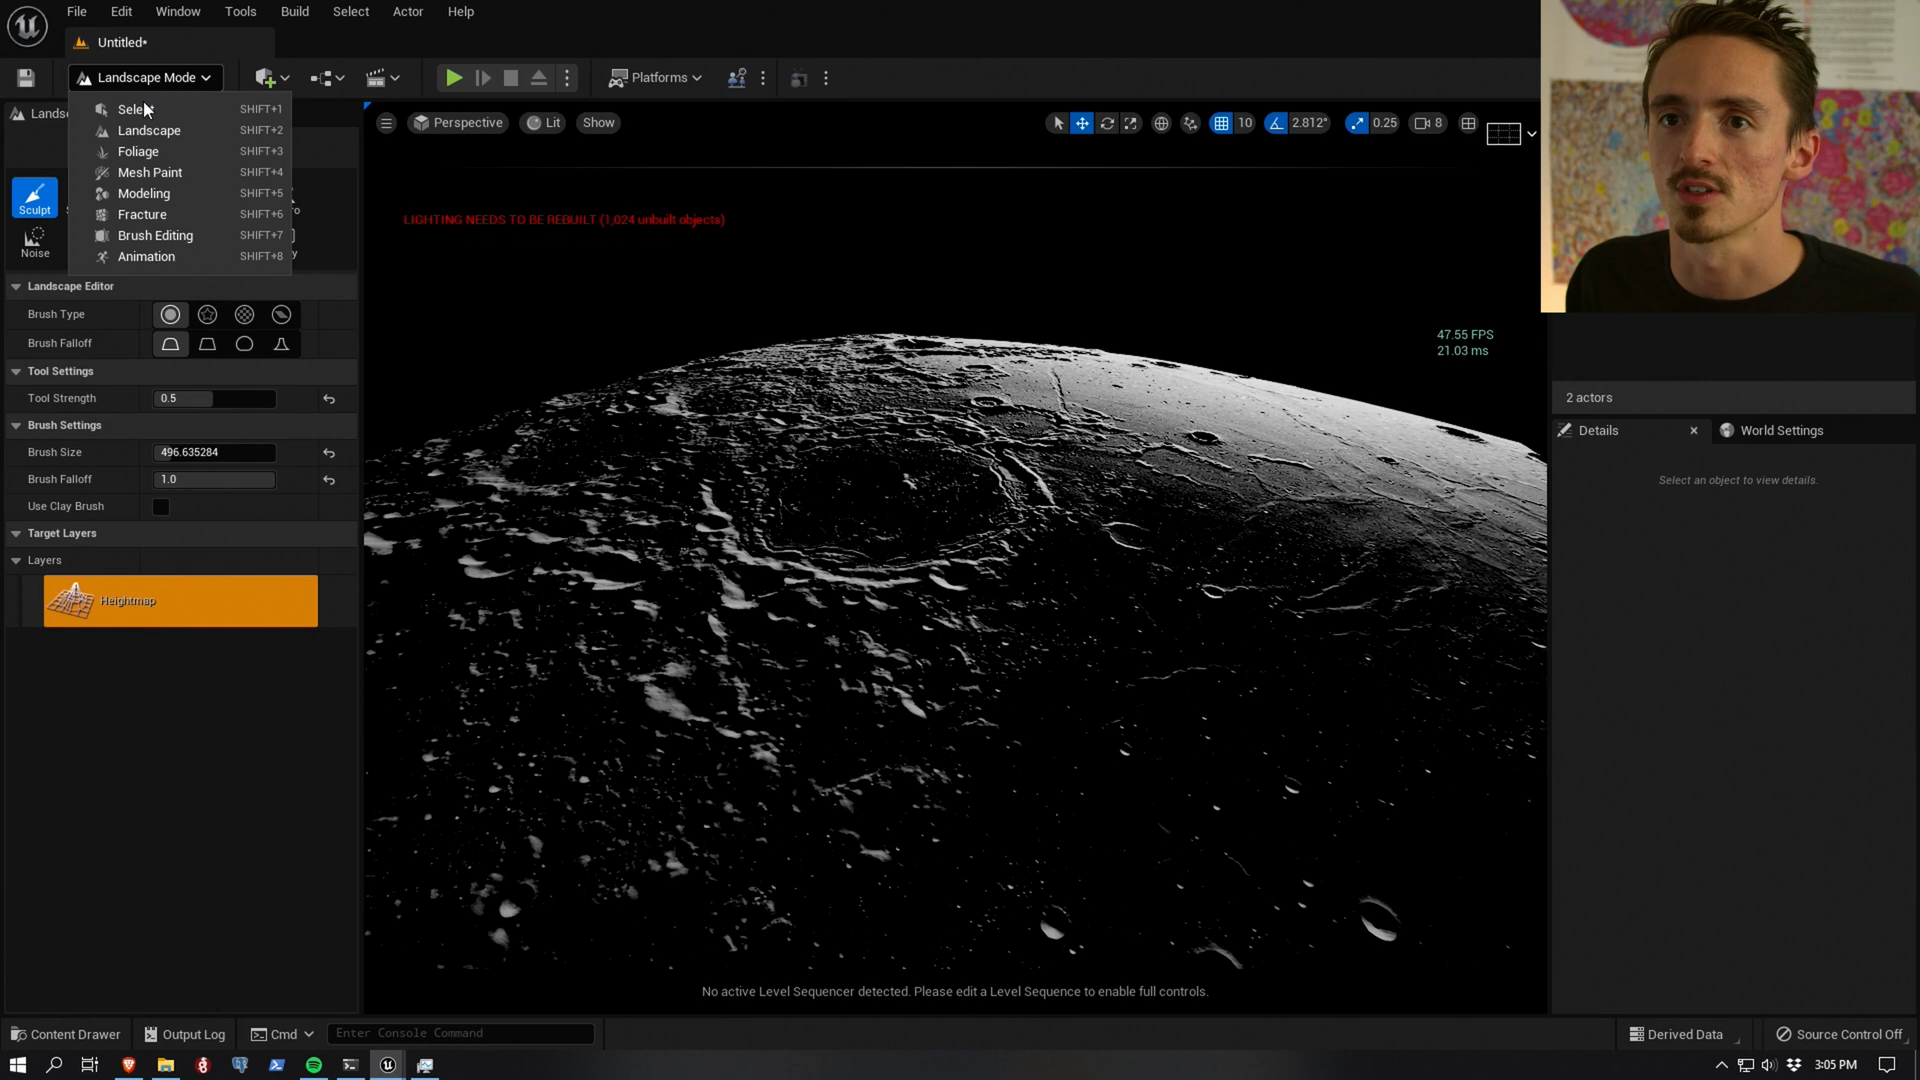 File Edit Window Tools Build Select Actor Help
Untitled*
Landscape Mode
Platforms
Lands
Select SHIFT+1
Landscape SHIFT+2
Foliage SHIFT+3
Mesh Paint SHIFT+4
Modeling SHIFT+5
Fracture SHIFT+6
Brush Editing SHIFT+7
Animation SHIFT+8
Sculpt
Noise
Perspective Lit Show
10 2.812° 0.25 8
LIGHTING NEEDS TO BE REBUILT (1,024 unbuilt objects)
47.55 FPS
21.03 ms
Landscape Editor
Brush Type
Brush Falloff
Tool Settings
Tool Strength 0.5
Brush Settings
Brush Size 496.635284
Brush Falloff 1.0
Use Clay Brush
Target Layers
Layers
Heightmap
2 actors
Details World Settings
Select an object to view details.
No active Level Sequencer detected. Please edit a Level Sequence to enable full controls.
Content Drawer Output Log Cmd Enter Console Command Derived Data Source Control Off
3:05 PM